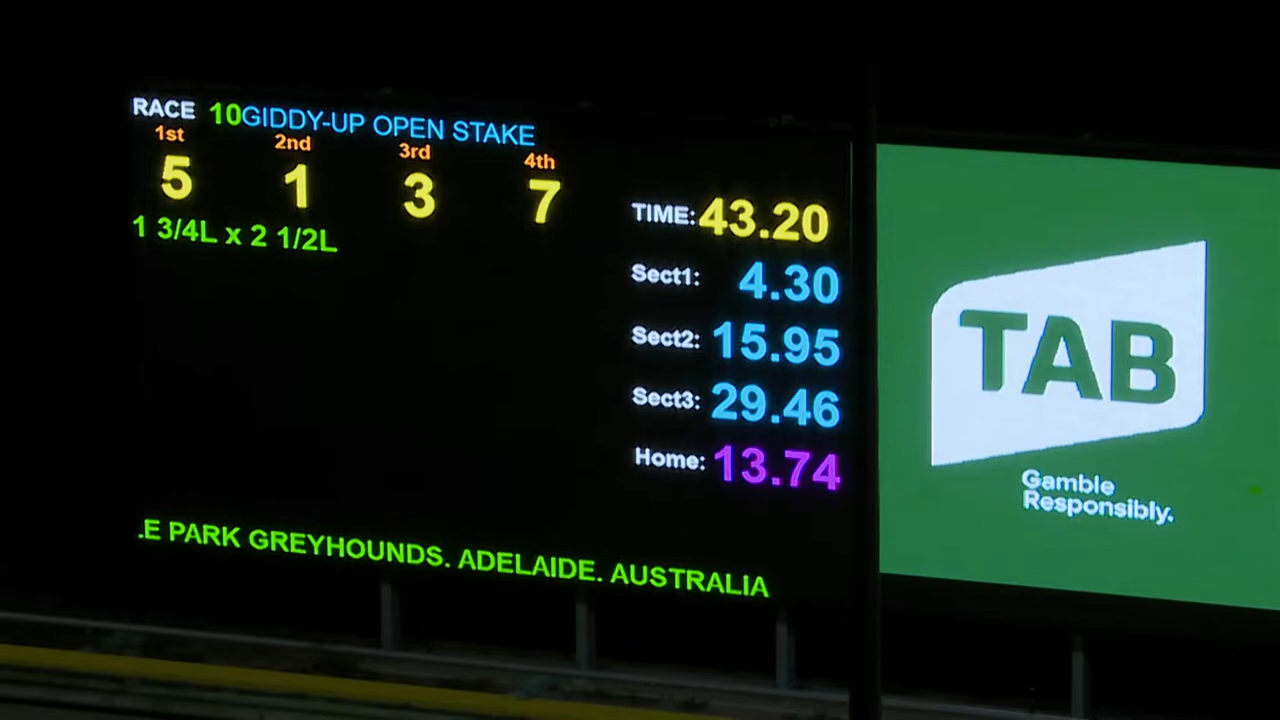 RACE 10GIDDY-UP OPEN STAKE
1st 2nd 3rd 4th
5 1 3 7
1 3/4L x 2 1/2L
TIME: 43.20
Sect1: 4.30
Sect2: 15.95
Sect3: 29.46
Home: 13.74
.E PARK GREYHOUNDS. ADELAIDE. AUSTRALIA
TAB
Gamble
Responsibly.